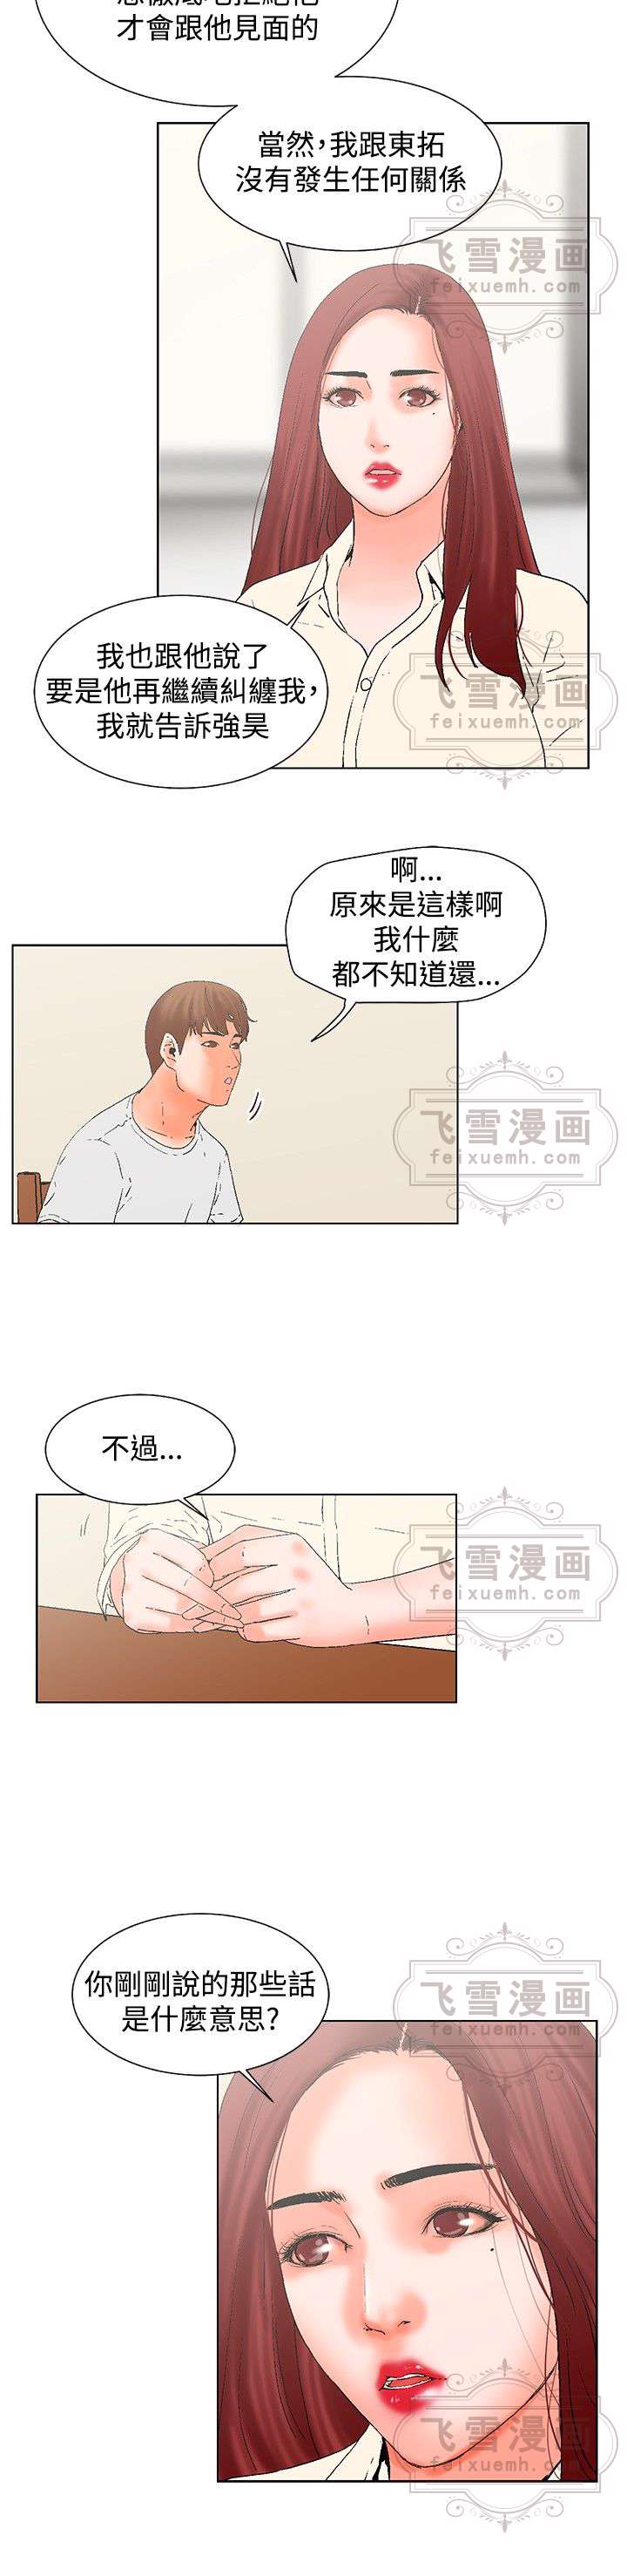 才會跟他見面的
當然,我跟東拓
沒有發生任何關係
飞雪漫画
feixuemh.com
我也跟他說了
要是他再繼續糾纏我,
我就告訴強昊
飞雪漫画
feixuemh.com
啊...
原來是這樣啊
我什麼
都不知道還...
飞雪漫画
feixuemh.com
不過...
飞雪漫画
feixuemh.com
你剛剛說的那些話
是什麼意思?
飞雪漫画
feixuemh.com
飞雪漫画
feixuemh.com